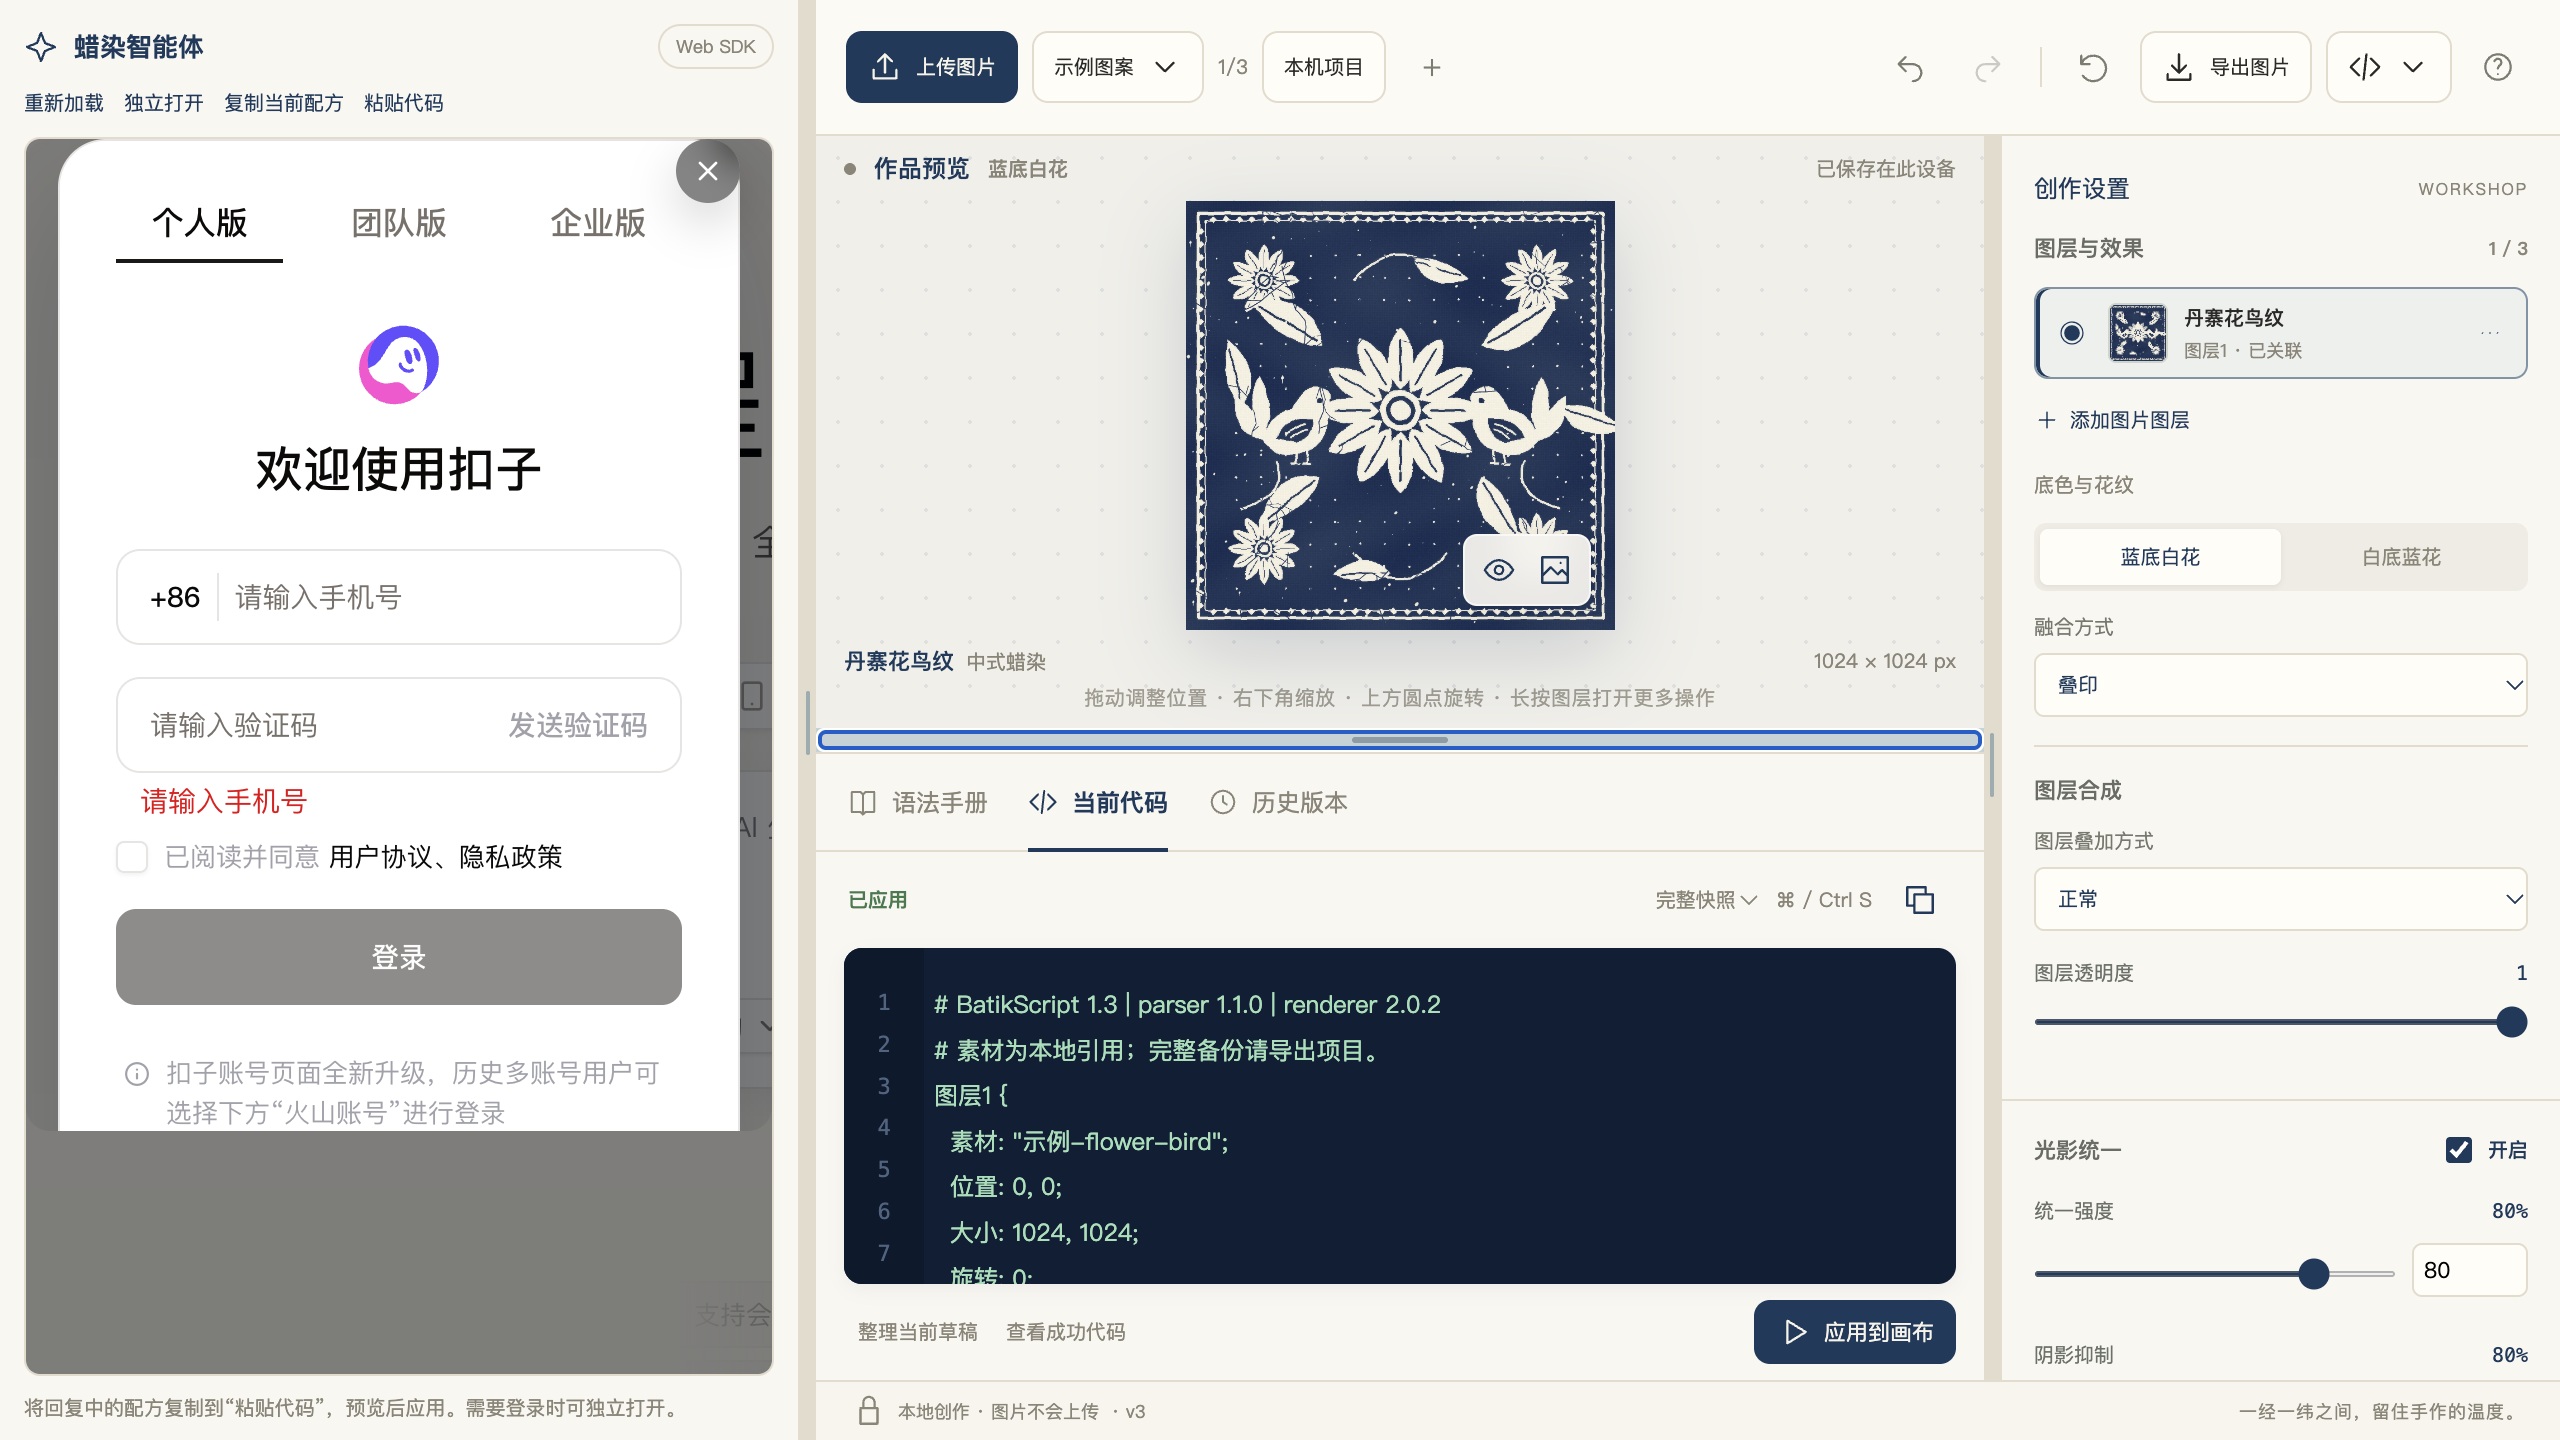 蜡染智能体
Web SDK
重新加载 独立打开 复制当前配方 粘贴代码
个人版 团队版 企业版
欢迎使用扣子
+86 请输入手机号
请输入验证码 发送验证码
请输入手机号
已阅读并同意 用户协议、隐私政策
登录
扣子账号页面全新升级，历史多账号用户可
选择下方“火山账号”进行登录
支持会
将回复中的配方复制到“粘贴代码”，预览后应用。需要登录时可独立打开。
上传图片 示例图案 1/3 本机项目
导出图片
作品预览 蓝底白花 已保存在此设备
丹寨花鸟纹 中式蜡染 1024 × 1024 px
拖动调整位置 · 右下角缩放 · 上方圆点旋转 · 长按图层打开更多操作
语法手册 当前代码 历史版本
已应用 完整快照 ⌘ / Ctrl S
1 # BatikScript 1.3 | parser 1.1.0 | renderer 2.0.2
2 # 素材为本地引用；完整备份请导出项目。
3 图层1 {
4 素材: "示例-flower-bird";
5 位置: 0, 0;
6 大小: 1024, 1024;
7 旋转: 0;
整理当前草稿 查看成功代码 应用到画布
本地创作 · 图片不会上传 · v3
创作设置 WORKSHOP
图层与效果 1 / 3
丹寨花鸟纹
图层1 · 已关联
添加图片图层
底色与花纹
蓝底白花 白底蓝花
融合方式
叠印
图层合成
图层叠加方式
正常
图层透明度 1
光影统一 开启
统一强度 80%
80
阴影抑制 80%
一经一纬之间，留住手作的温度。